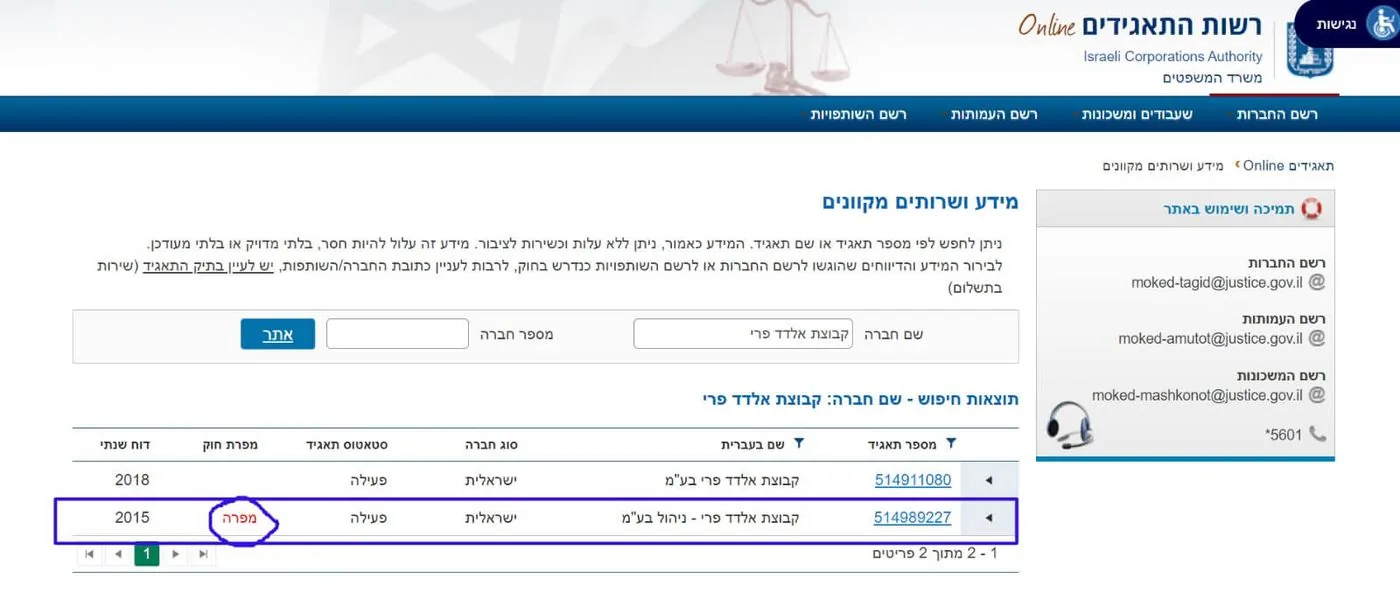 נגישות
רשות התאגידים Online
Israeli Corporations Authority
משרד המשפטים
רשם החברות שעבודים ומשכונות רשם העמותות רשם השותפויות
תאגידים Online › מידע ושרותים מקוונים
תמיכה ושימוש באתר
רשם החברות
moked-tagid@justice.gov.il @
רשם העמותות
moked-amutot@justice.gov.il @
רשם המשכונות
moked-mashkonot@justice.gov.il @
*5601
מידע ושרותים מקוונים
ניתן לחפש לפי מספר תאגיד או שם תאגיד. המידע כאמור, ניתן ללא עלות וכשירות לציבור. מידע זה עלול להיות חסר, בלתי מדויק או בלתי מעודכן.
לבירור המידע והדיווחים שהוגשו לרשם החברות או לרשם השותפויות כנדרש בחוק, לרבות לעניין כתובת החברה/השותפות, יש לעיין בתיק התאגיד (שירות
בתשלום)
שם חברה קבוצת אלדד פרי מספר חברה אתר
תוצאות חיפוש - שם חברה: קבוצת אלדד פרי
מספר תאגיד שם בעברית סוג חברה סטאטוס תאגיד מפרת חוק דוח שנתי
514911080 קבוצת אלדד פרי בע"מ ישראלית פעילה 2018
514989227 קבוצת אלדד פרי - ניהול בע"מ ישראלית פעילה מפרה 2015
1 - 2 מתוך 2 פריטים 1